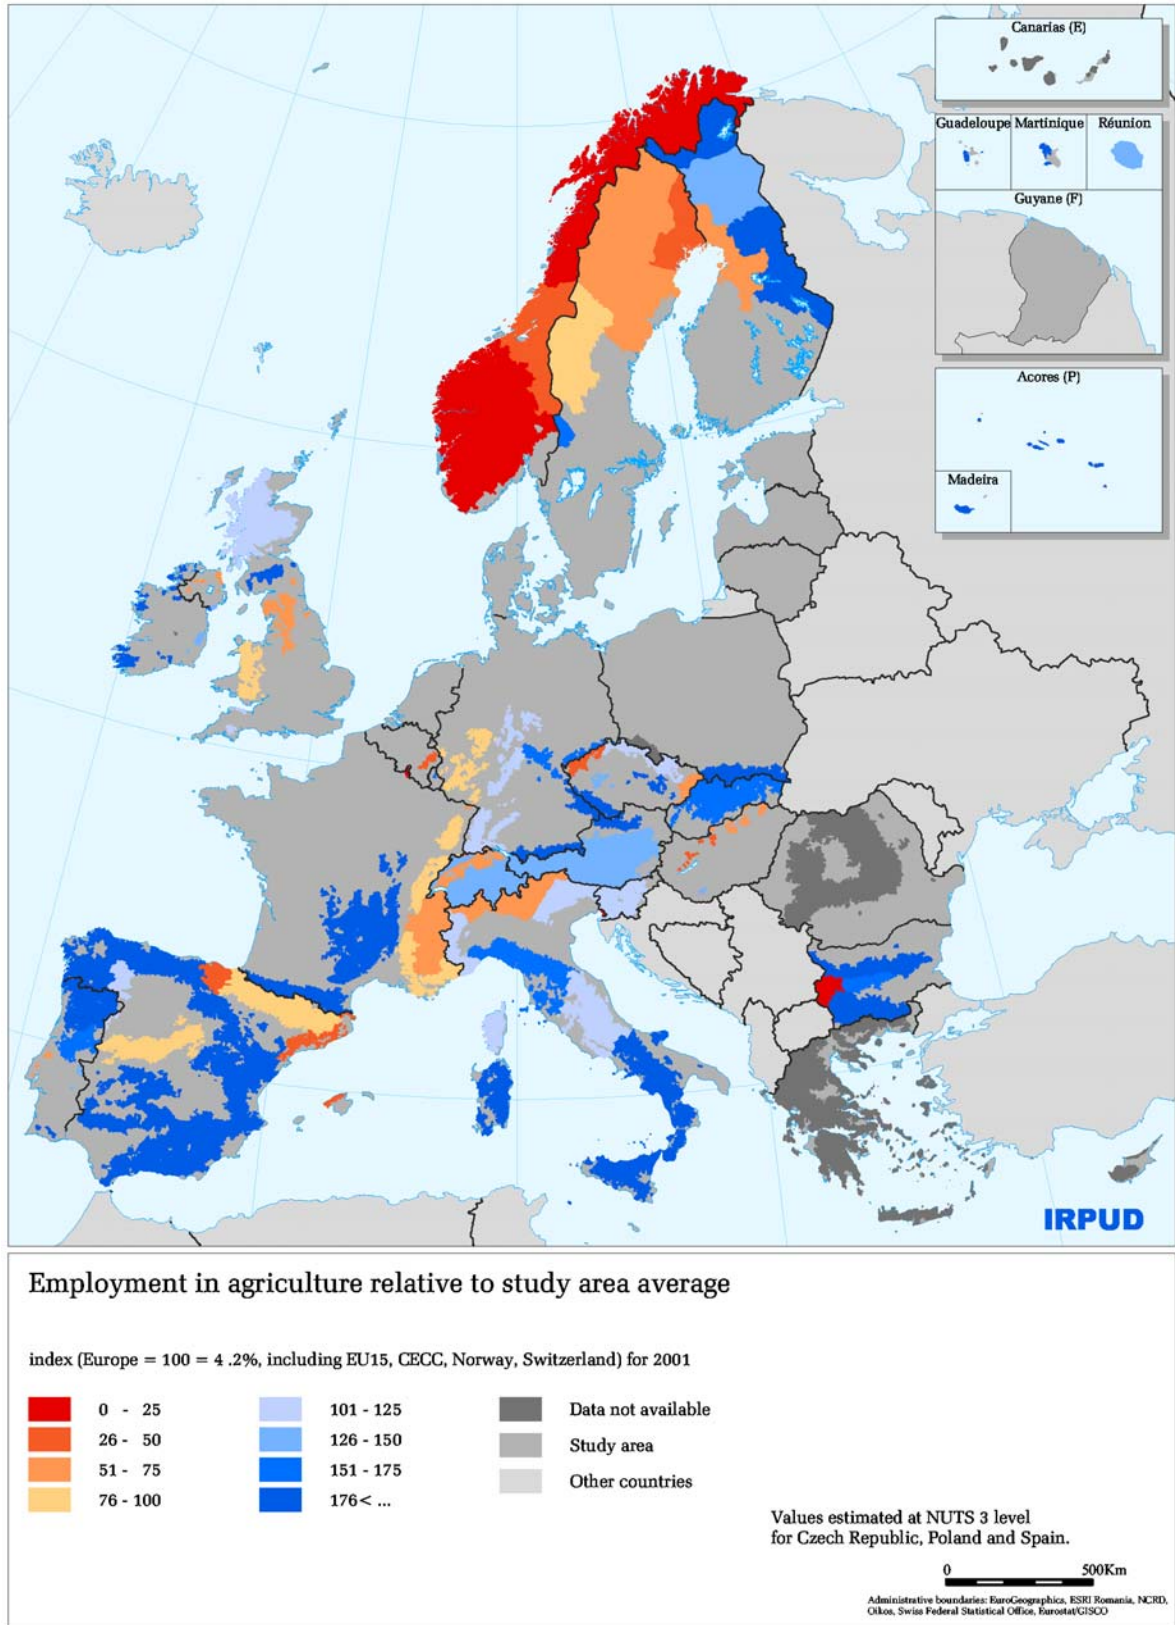 Canarias (E)
Guadeloupe Martinique Réunion
Guyane (F)
Acores (P)
Madeira
IRPUD
Employment in agriculture relative to study area average
index (Europe = 100 = 4 .2%, including EU15, CECC, Norway, Switzerland) for 2001
0 - 25
26 - 50
51 - 75
76 - 100
101 - 125
126 - 150
151 - 175
176< ...
Data not available
Study area
Other countries
Values estimated at NUTS 3 level
for Czech Republic, Poland and Spain.
0 500Km
Administrative boundaries: EuroGeographics, ESRI Romania, NCRD,
Oikos, Swiss Federal Statistical Office, Eurostat/GISCO